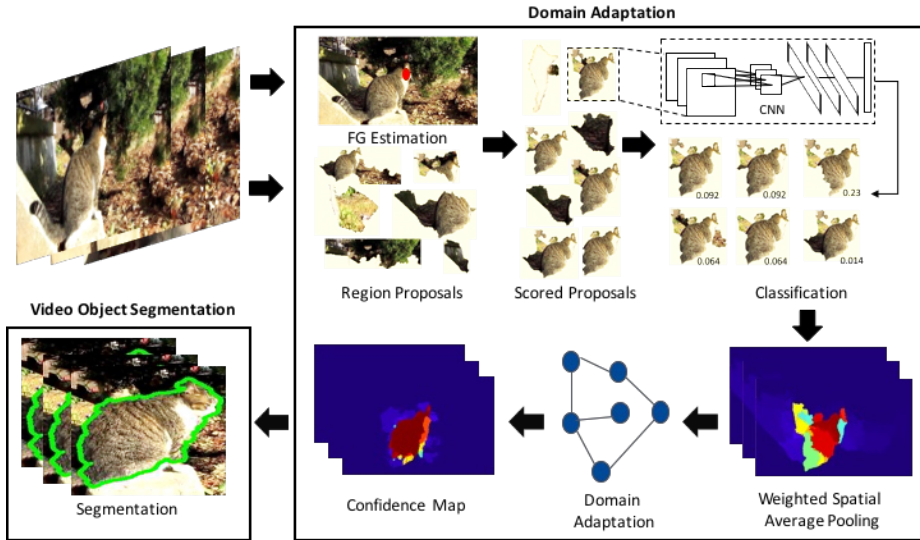 Domain Adaptation
FG Estimation
CNN
0.092
0.092
0.23
0.064
0.064
0.014
Region Proposals
Scored Proposals
Classification
Video Object Segmentation
Segmentation
Confidence Map
Domain
Adaptation
Weighted Spatial
Average Pooling